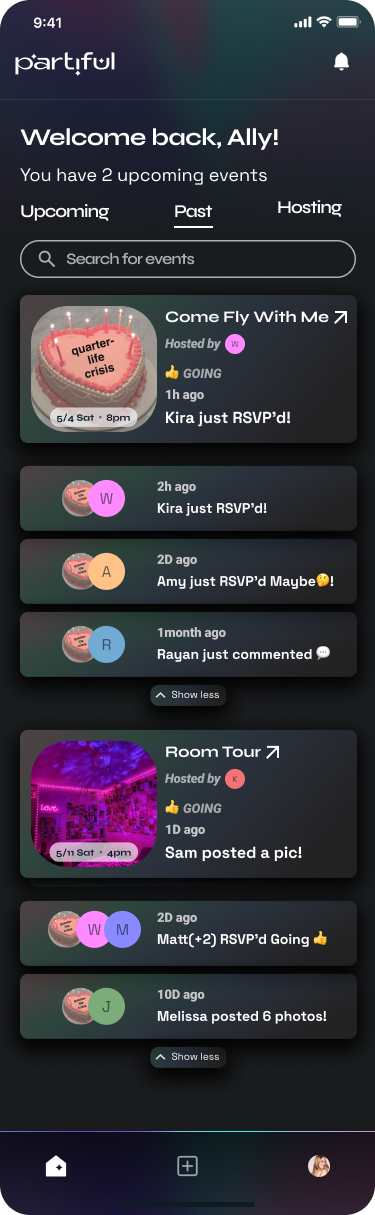 9:41
partiful
Welcome back, Ally!
You have 2 upcoming events
Upcoming Past Hosting
Search for events
quarter-
life
crisis
5/4 Sat • 8pm
Come Fly With Me
Hosted by W
👍 GOING
1h ago
Kira just RSVP'd!
W
2h ago
Kira just RSVP'd!
A
2D ago
Amy just RSVP'd Maybe🤔!
R
1month ago
Rayan just commented 💬
Show less
love
5/11 Sat • 4pm
Room Tour
Hosted by K
👍 GOING
1D ago
Sam posted a pic!
W M
2D ago
Matt(+2) RSVP'd Going 👍
J
10D ago
Melissa posted 6 photos!
Show less